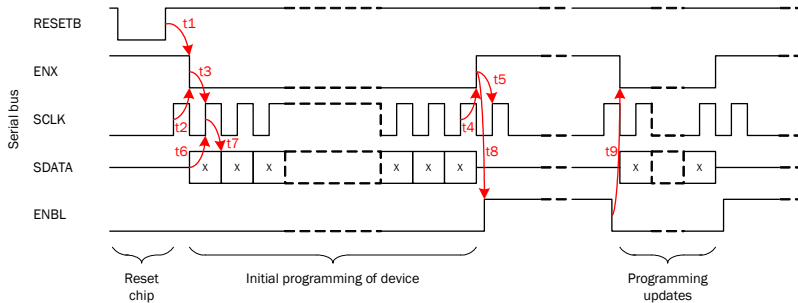 RESETB
t1
ENX
t3
t5
Serial bus
SCLK
t2
t4
t6
t7
t8
t9
SDATA
X X X X X X X X
ENBL
Reset chip
Initial programming of device
Programming updates